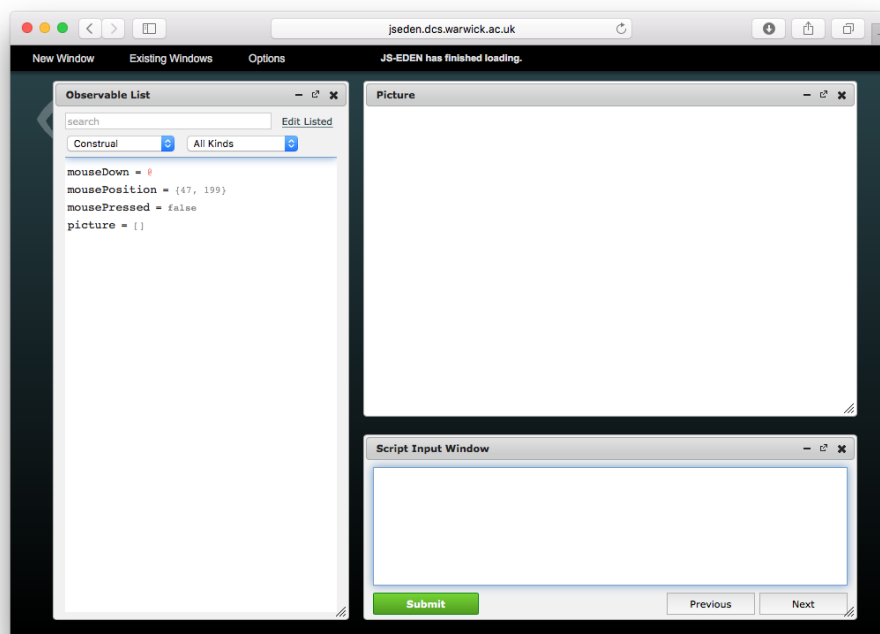 jseden.dcs.warwick.ac.uk
New Window Existing Windows Options JS-EDEN has finished loading.
Observable List
search Edit Listed
Construal All Kinds
mouseDown = @
mousePosition = {47, 199}
mousePressed = false
picture = []
Picture
Script Input Window
Submit Previous Next